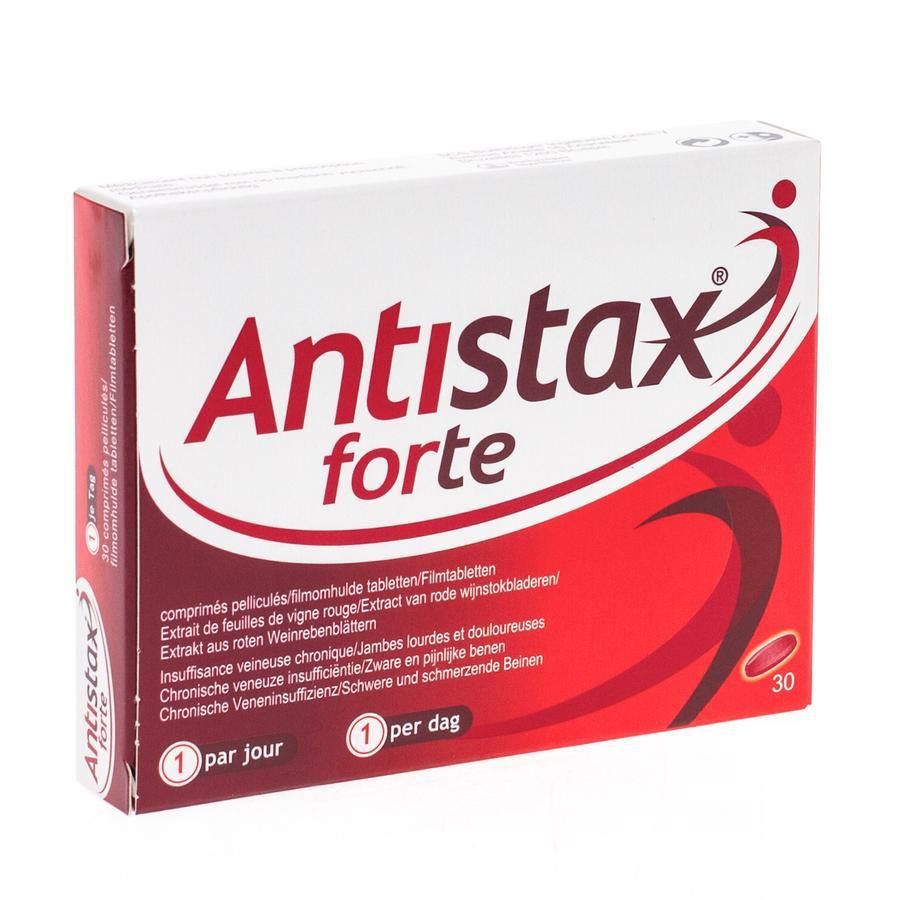 Antistax®
forte
comprimés pelliculés/filmomhulde tabletten/Filmtabletten
Extrait de feuilles de vigne rouge/Extract van rode wijnstokbladeren/
Extrakt aus roten Weinrebenblättern
Insuffisance veineuse chronique/Jambes lourdes et douloureuses
Chronische veneuze insufficiëntie/Zware en pijnlijke benen
Chronische Veneninsuffizienz/Schwere und schmerzende Beinen
1 par jour
1 per dag
30
1 je Tag
30 comprimés pelliculés/
filmomhulde tabletten/Filmtabletten
Antistax
forte